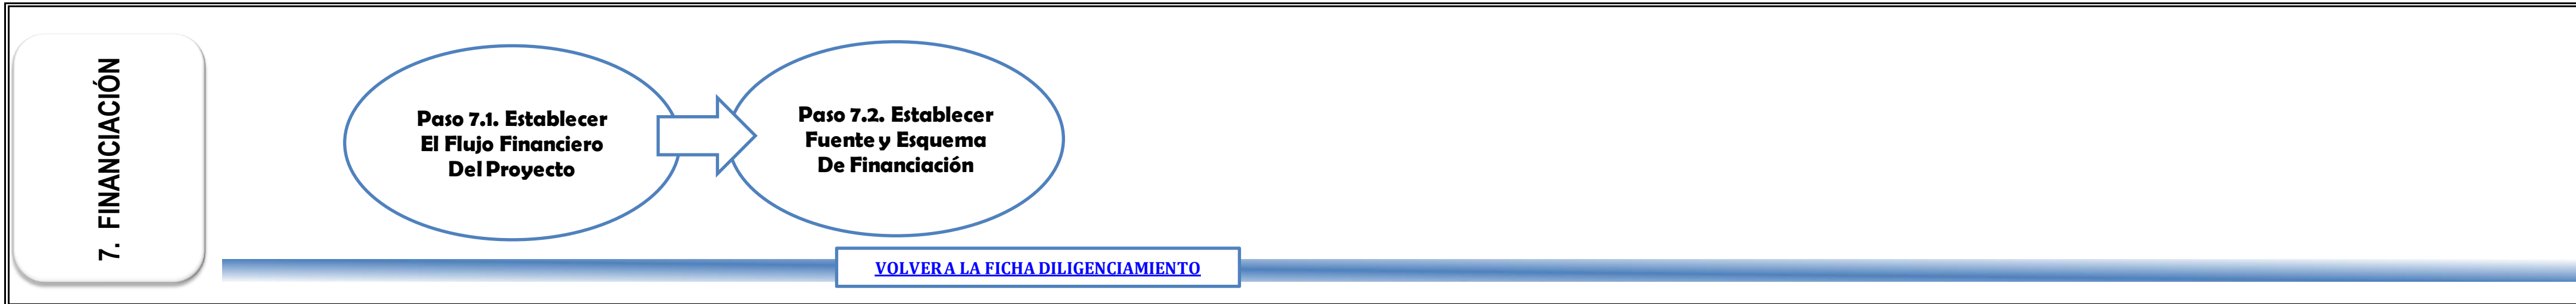 7. FINANCIACIÓN
Paso 7.1. Establecer
El Flujo Financiero
Del Proyecto
Paso 7.2. Establecer
Fuente y Esquema
De Financiación
VOLVER A LA FICHA DILIGENCIAMIENTO